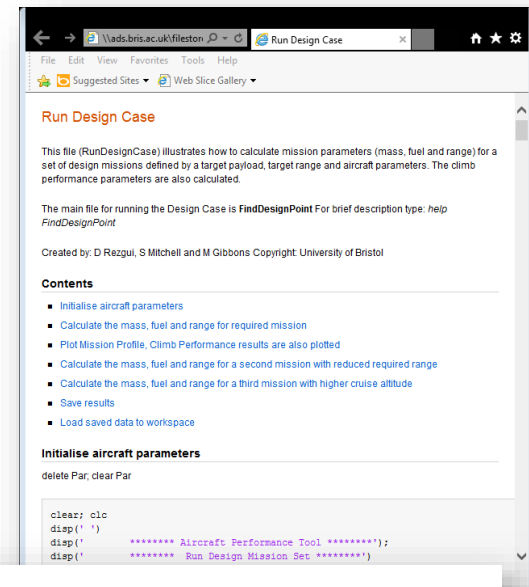 \\ads.bris.ac.uk\filestor
Run Design Case
File Edit View Favorites Tools Help
Suggested Sites Web Slice Gallery
Run Design Case
This file (RunDesignCase) illustrates how to calculate mission parameters (mass, fuel and range) for a
set of design missions defined by a target payload, target range and aircraft parameters. The climb
performance parameters are also calculated.
The main file for running the Design Case is FindDesignPoint For brief description type: help
FindDesignPoint
Created by: D Rezgui, S Mitchell and M Gibbons Copyright: University of Bristol
Contents
Initialise aircraft parameters
Calculate the mass, fuel and range for required mission
Plot Mission Profile, Climb Performance results are also plotted
Calculate the mass, fuel and range for a second mission with reduced required range
Calculate the mass, fuel and range for a third mission with higher cruise altitude
Save results
Load saved data to workspace
Initialise aircraft parameters
delete Par; clear Par
clear; clc
disp(' ')
disp('      ******** Aircraft Performance Tool ********');
disp('      ********  Run Design Mission Set ********')